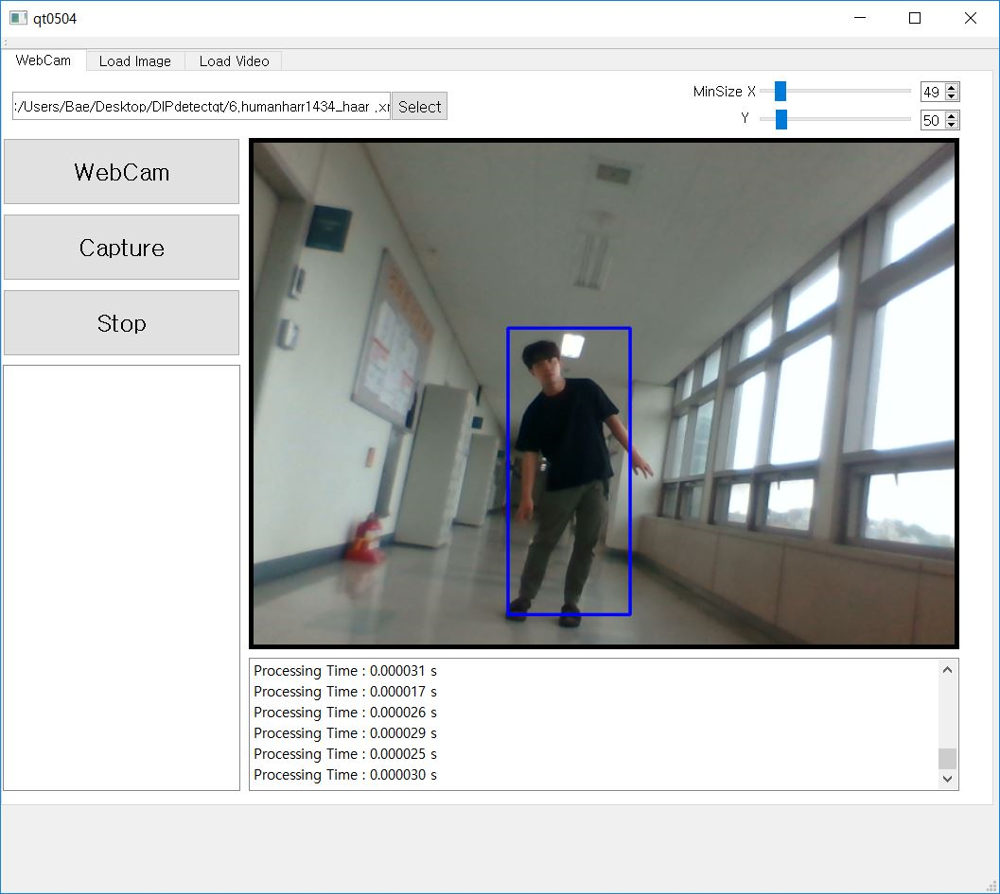 qt0504
WebCam Load Image Load Video
:/Users/Bae/Desktop/DIPdetectqt/6.humanharr1434_haar .xr Select
MinSize X 49
Y 50
WebCam
Capture
Stop
Processing Time : 0.000031 s
Processing Time : 0.000017 s
Processing Time : 0.000026 s
Processing Time : 0.000029 s
Processing Time : 0.000025 s
Processing Time : 0.000030 s